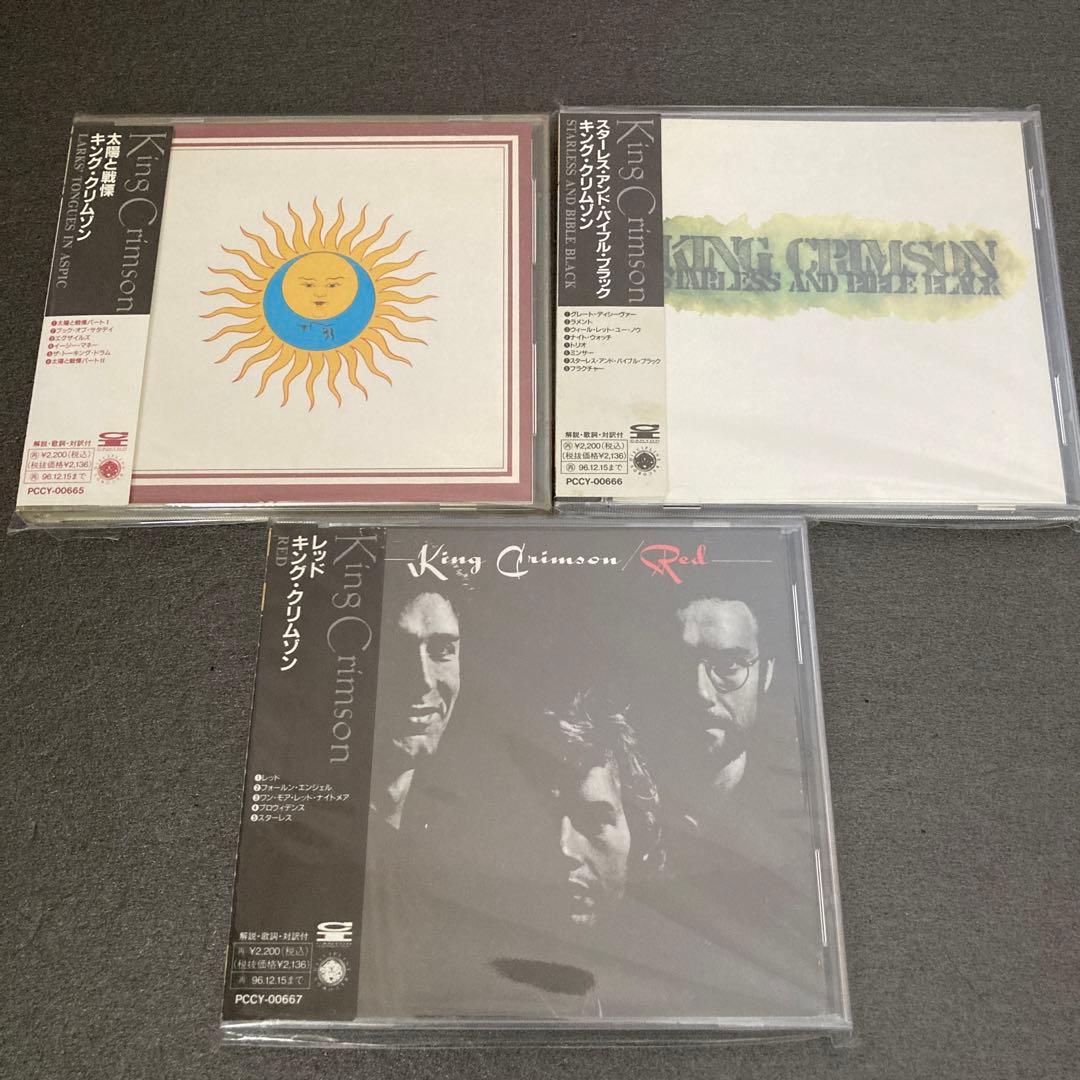 King Crimson
太陽と戦慄
キング・クリムゾン
LARKS' TONGUES IN ASPIC
❶太陽と戦慄パートI
❷ブック・オブ・サタデイ
❸エグザイルズ
❹イージー・マネー
❺ザ・トーキング・ドラム
❻太陽と戦慄パートII
解説・歌詞・対訳付
再 ¥2,200(税込)
(税抜価格¥2,136)
再 96.12.15まで
PCCY-00665
King Crimson
スターレス・アンド・バイブル・ブラック
キング・クリムゾン
STARLESS AND BIBLE BLACK
❶グレート・ディシーヴァー
❷ラメント
❸ウィール・レット・ユー・ノウ
❹ナイト・ウォッチ
❺トリオ
❻ミンサー
❼スターレス・アンド・バイブル・ブラック
❽フラクチャー
解説・歌詞・対訳付
再 ¥2,200(税込)
(税抜価格¥2,136)
再 96.12.15まで
PCCY-00666
KING CRIMSON
STARLESS AND BIBLE BLACK
King Crimson
レッド
キング・クリムゾン
RED
❶レッド
❷フォールン・エンジェル
❸ワン・モア・レッド・ナイトメア
❹プロヴィデンス
❺スターレス
解説・歌詞・対訳付
再 ¥2,200(税込)
(税抜価格¥2,136)
再 96.12.15まで
PCCY-00667
King Crimson / Red